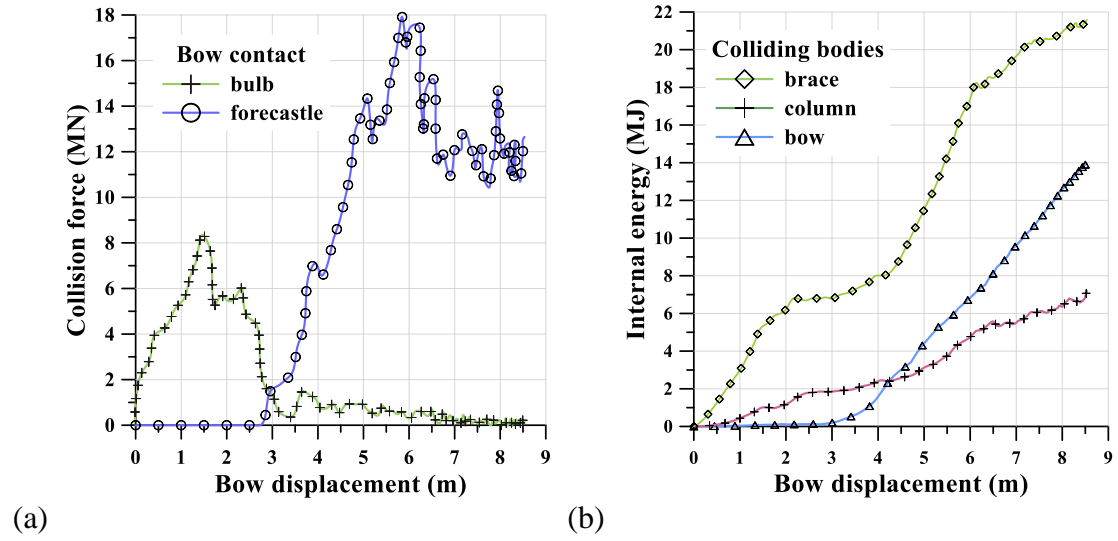 18
16
14
12
10
8
6
4
2
0
Collision force (MN)
Bow contact
bulb
forecastle
0 1 2 3 4 5 6 7 8 9
Bow displacement (m)
(a)
22
20
18
16
14
12
10
8
6
4
2
0
Internal energy (MJ)
Colliding bodies
brace
column
bow
0 1 2 3 4 5 6 7 8 9
Bow displacement (m)
(b)